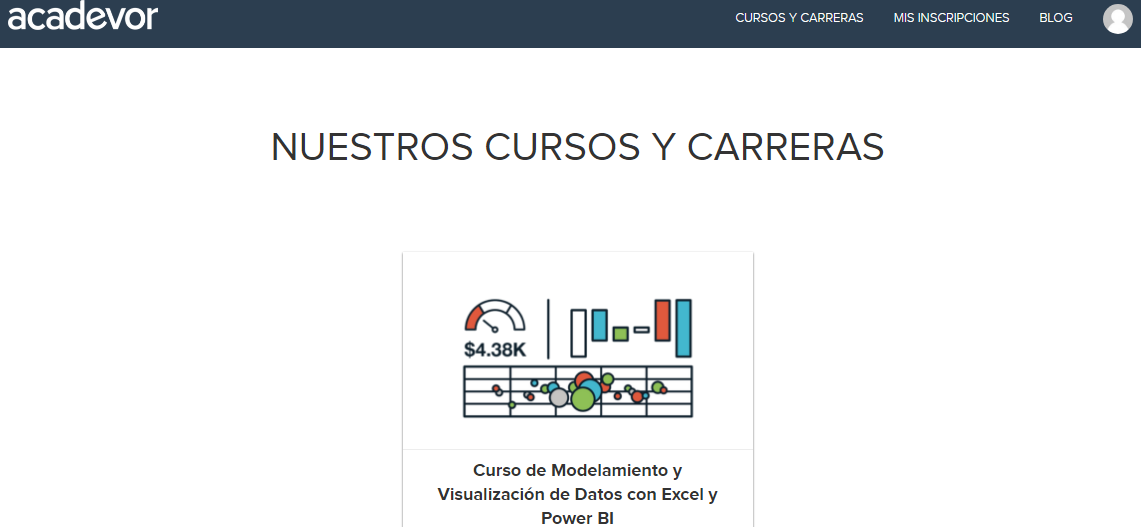 acadevor
CURSOS Y CARRERAS
MIS INSCRIPCIONES
BLOG
NUESTROS CURSOS Y CARRERAS
$4.38K
Curso de Modelamiento y
Visualización de Datos con Excel y
Power BI